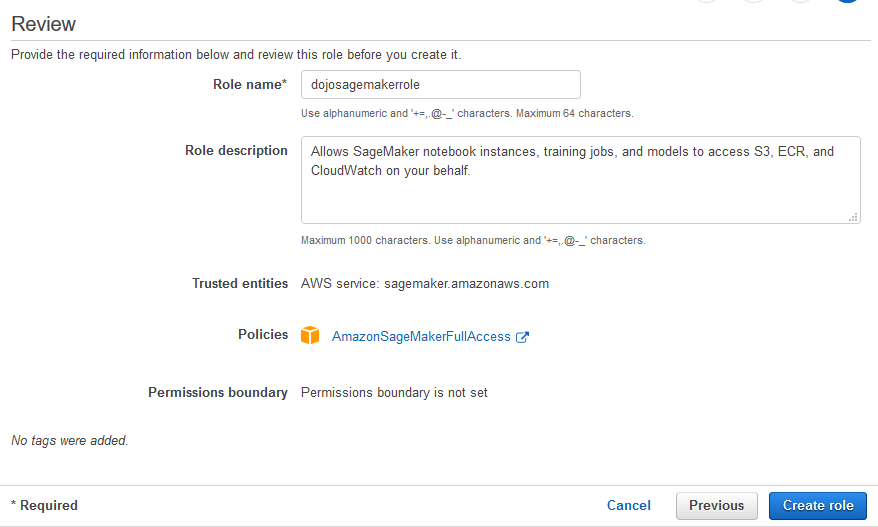 Review
Provide the required information below and review this role before you create it.
Role name* dojosagemakerrole
Use alphanumeric and '+=,.@-_' characters. Maximum 64 characters.
Role description Allows SageMaker notebook instances, training jobs, and models to access S3, ECR, and
CloudWatch on your behalf.
Maximum 1000 characters. Use alphanumeric and '+=,.@-_' characters.
Trusted entities AWS service: sagemaker.amazonaws.com
Policies AmazonSageMakerFullAccess
Permissions boundary Permissions boundary is not set
No tags were added.
* Required Cancel Previous Create role